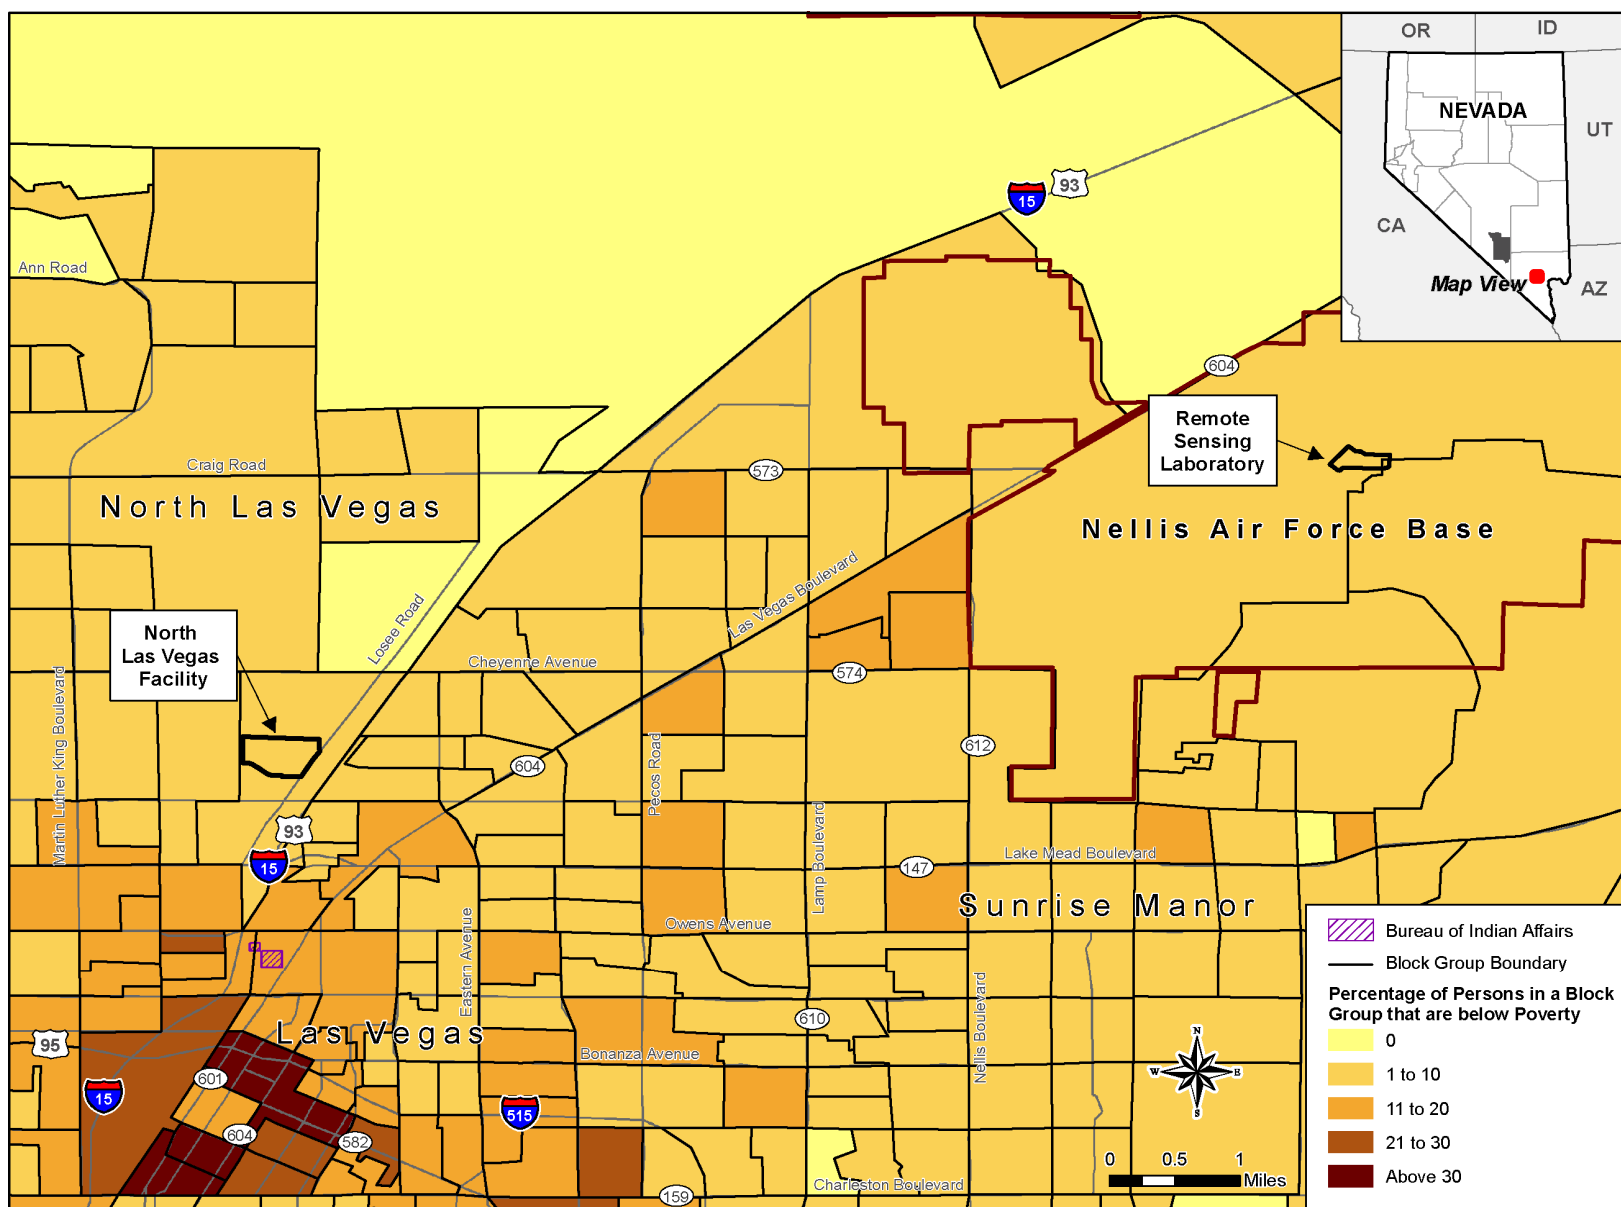 OR
ID
NEVADA
UT
CA
Map View
AZ
15
93
Ann Road
604
Remote
Sensing
Laboratory
Craig Road
573
North Las Vegas
Nellis Air Force Base
Las Vegas Boulevard
Losee Road
North
Las Vegas
Facility
Cheyenne Avenue
574
Martin Luther King Boulevard
612
604
Pecos Road
93
15
Lamp Boulevard
147
Lake Mead Boulevard
Sunrise Manor
Owens Avenue
Eastern Avenue
Nellis Boulevard
Las Vegas
610
95
Bonanza Avenue
601
15
515
604
582
Charleston Boulevard
159
N
W
E
S
0 0.5 1
Miles
Bureau of Indian Affairs
Block Group Boundary
Percentage of Persons in a Block
Group that are below Poverty
0
1 to 10
11 to 20
21 to 30
Above 30